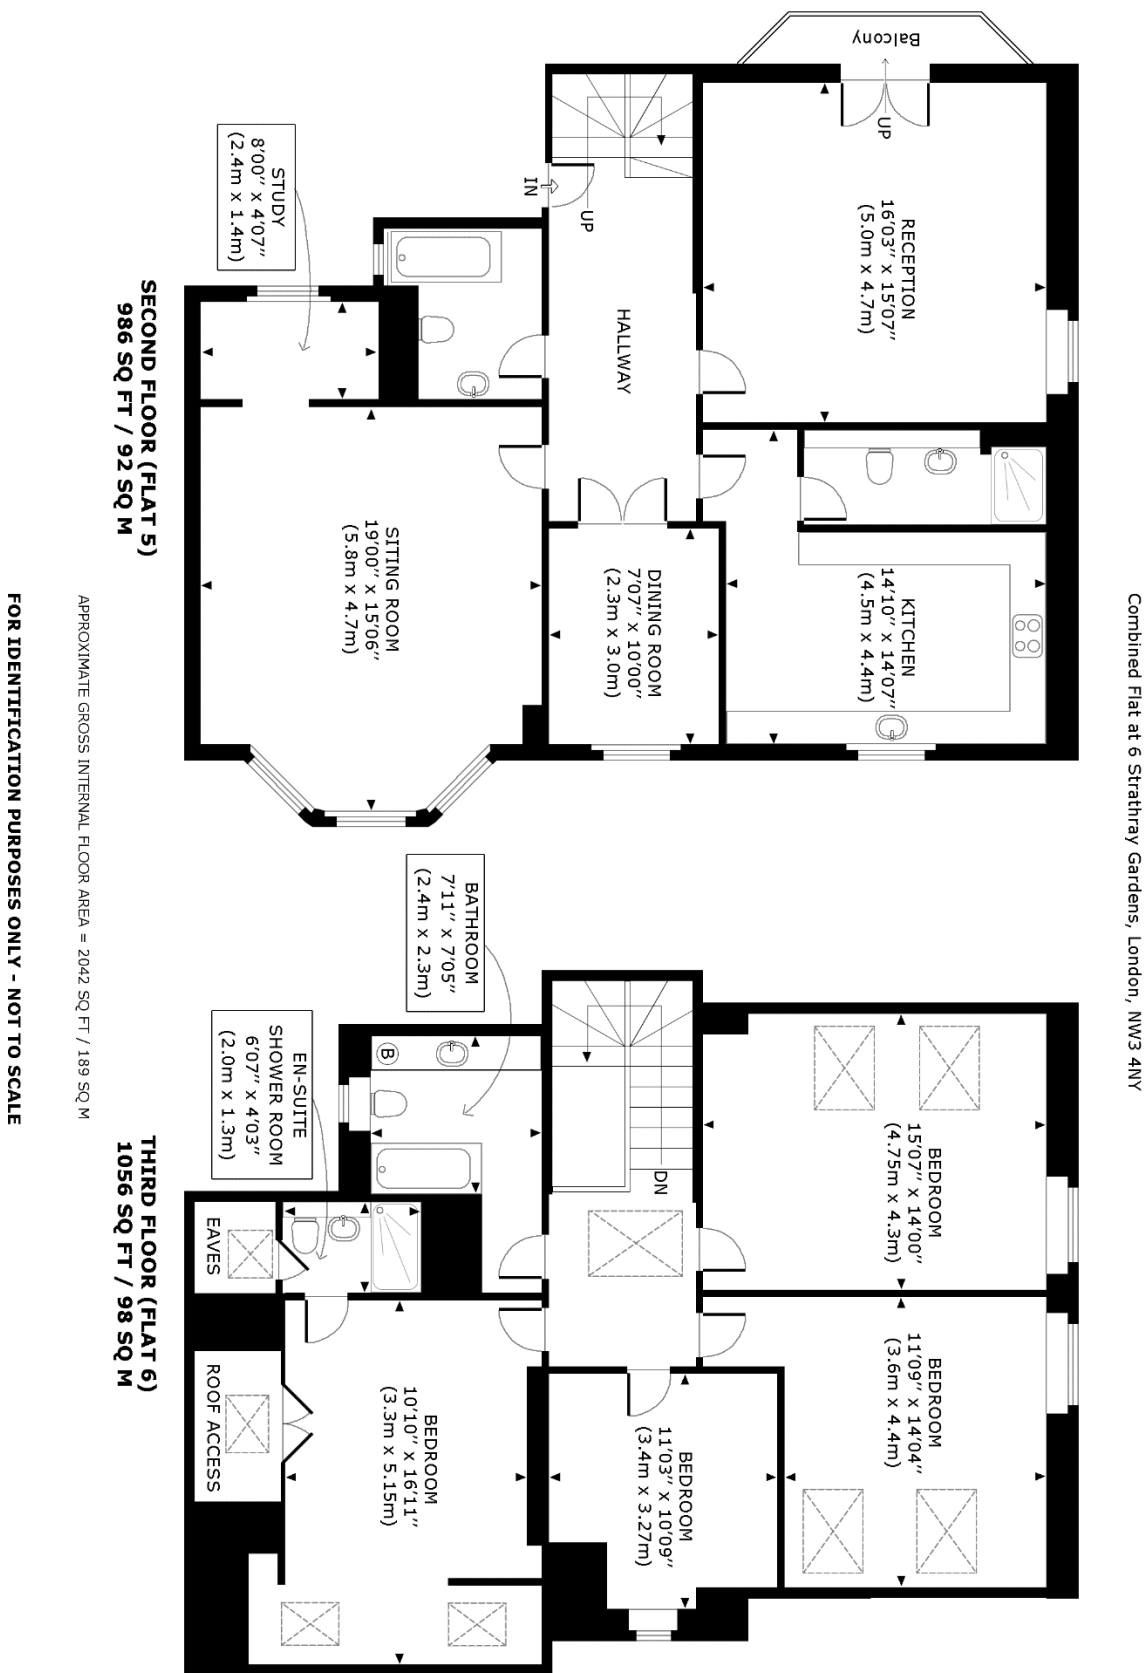 Combined Flat at 6 Strathray Gardens, London, NW3 4NY
Balcony
UP
RECEPTION
16'03'' x 15'07''
(5.0m x 4.7m)
IN
UP
HALLWAY
STUDY
8'00'' x 4'07''
(2.4m x 1.4m)
KITCHEN
14'10'' x 14'07''
(4.5m x 4.4m)
DINING ROOM
7'07'' x 10'00''
(2.3m x 3.0m)
SITING ROOM
19'00'' x 15'06''
(5.8m x 4.7m)
SECOND FLOOR (FLAT 5)
986 SQ FT / 92 SQ M
BEDROOM
15'07'' x 14'00''
(4.75m x 4.3m)
DN
BATHROOM
7'11'' x 7'05''
(2.4m x 2.3m)
B
EN-SUITE
SHOWER ROOM
6'07'' x 4'03''
(2.0m x 1.3m)
EAVES
BEDROOM
11'09'' x 14'04''
(3.6m x 4.4m)
BEDROOM
11'03'' x 10'09''
(3.4m x 3.27m)
BEDROOM
10'10'' x 16'11''
(3.3m x 5.15m)
ROOF ACCESS
THIRD FLOOR (FLAT 6)
1056 SQ FT / 98 SQ M
APPROXIMATE GROSS INTERNAL FLOOR AREA = 2042 SQ FT / 189 SQ M
FOR IDENTIFICATION PURPOSES ONLY - NOT TO SCALE